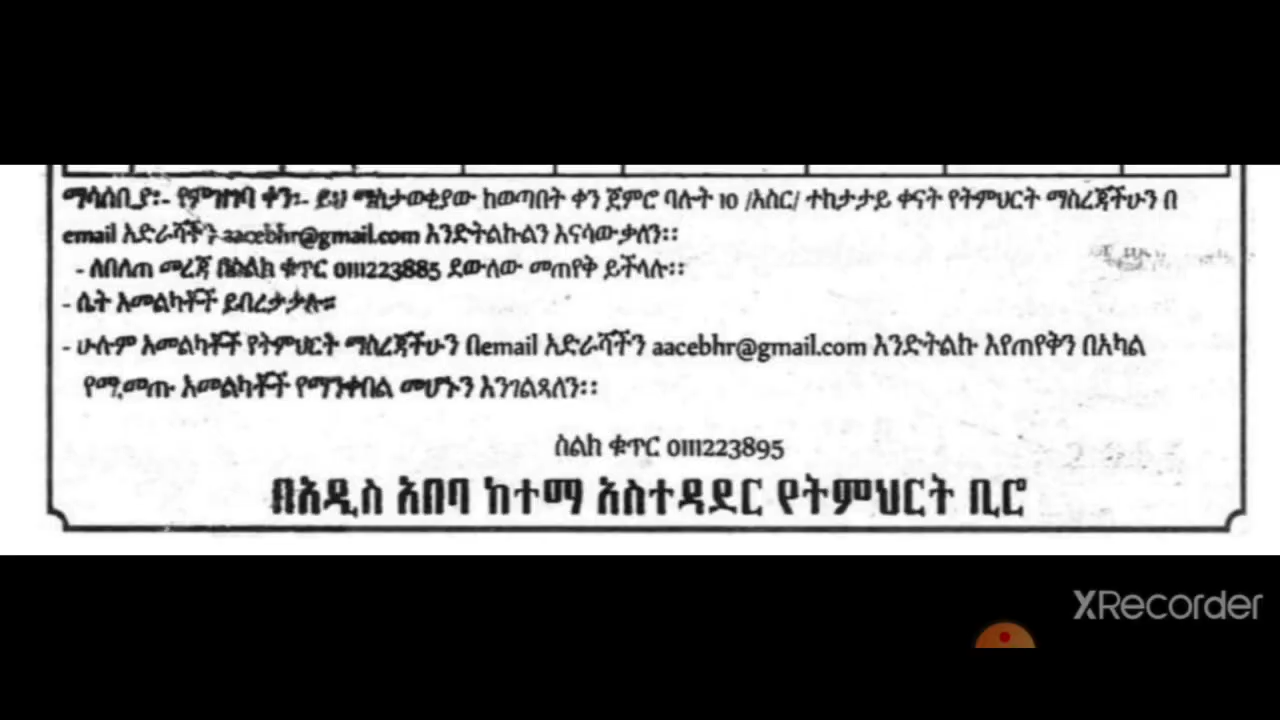 ማሳሰቢያ፡- የምዝገባ ቀን፡- ይህ ማስታወቂያው ከወጣበት ቀን ጀምሮ ባሉት 10 /አስር/ ተከታታይ ቀናት የትምህርት ማስረጃችሁን በ
email አድራሻችን aacebhr@gmail.com እንድትልኩልን እናሳውቃለን፡፡
- ለበለጠ መረጃ በስልክ ቁጥር 0111223885 ደውለው መጠየቅ ይችላሉ፡፡
- ሴት አመልካቾች ይበረታታሉ፡፡
- ሁሉም አመልካቾች የትምህርት ማስረጃችሁን በemail አድራሻችን aacebhr@gmail.com እንድትልኩ እየጠየቅን በአካል
የሚመጡ አመልካቾች የማንቀበል መሆኑን እንገልጻለን፡፡
ስልክ ቁጥር 0111223895
በአዲስ አበባ ከተማ አስተዳደር የትምህርት ቢሮ
XRecorder